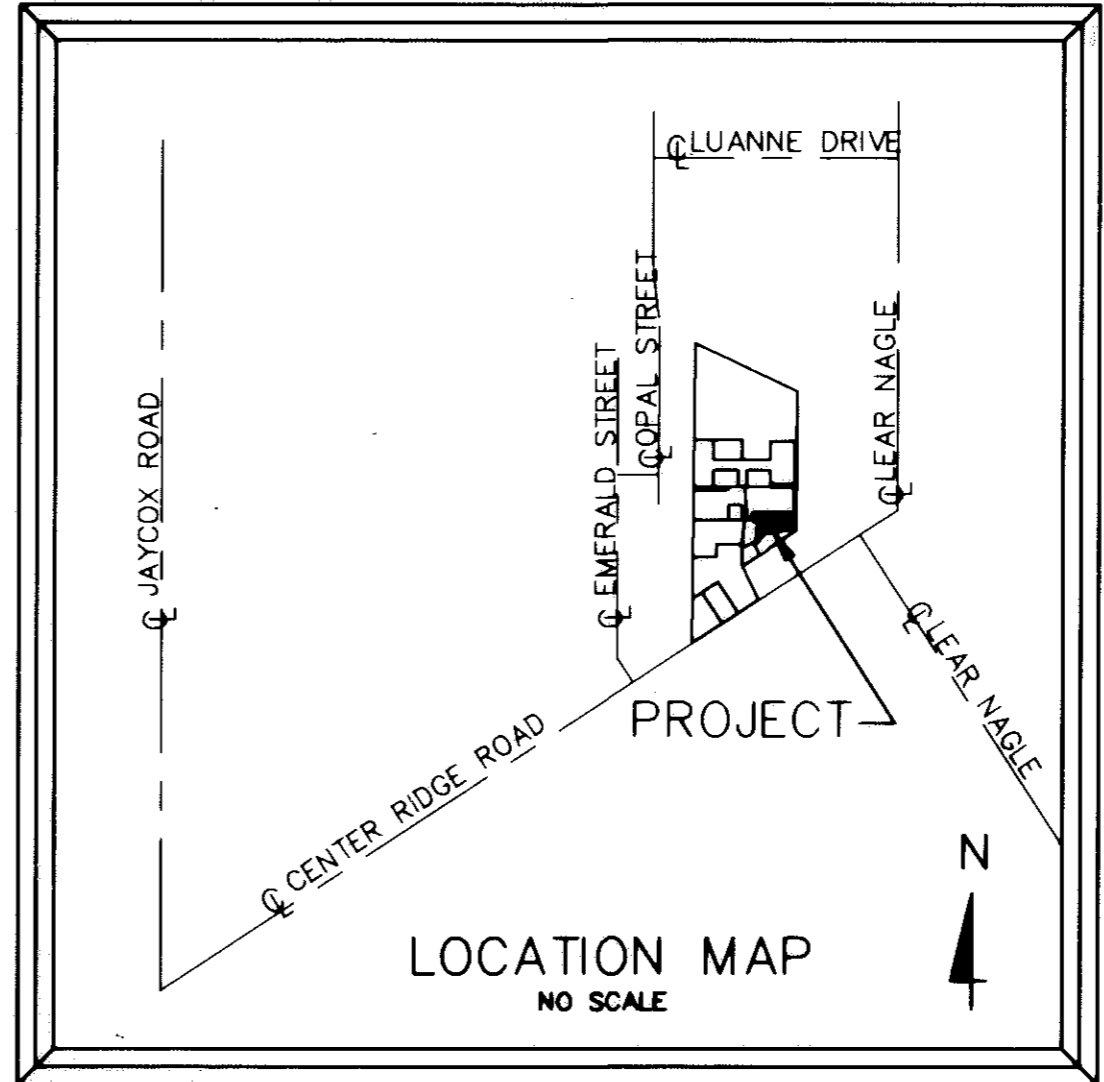 ℄ LUANNE DRIVE
℄ OPAL STREET
℄ EMERALD STREET
℄ LEAR NAGLE
℄ JAYCOX ROAD
℄ LEAR NAGLE
PROJECT
℄ CENTER RIDGE ROAD
N
LOCATION MAP
NO SCALE